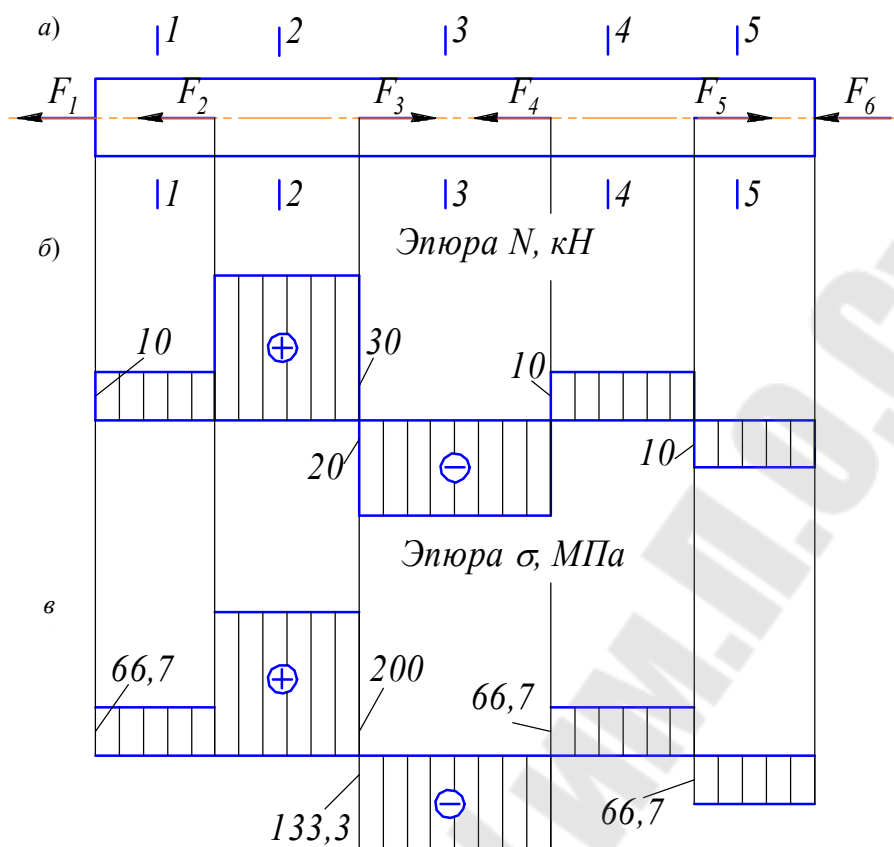 а) 1 2 3 4 5
F1 F2 F3 F4 F5 F6
1 2 3 4 5
б) Эпюра N, кН
10 30 10
20 10
Эпюра σ, МПа
в
66,7 200 66,7
133,3 66,7
ИМ.П.О.С